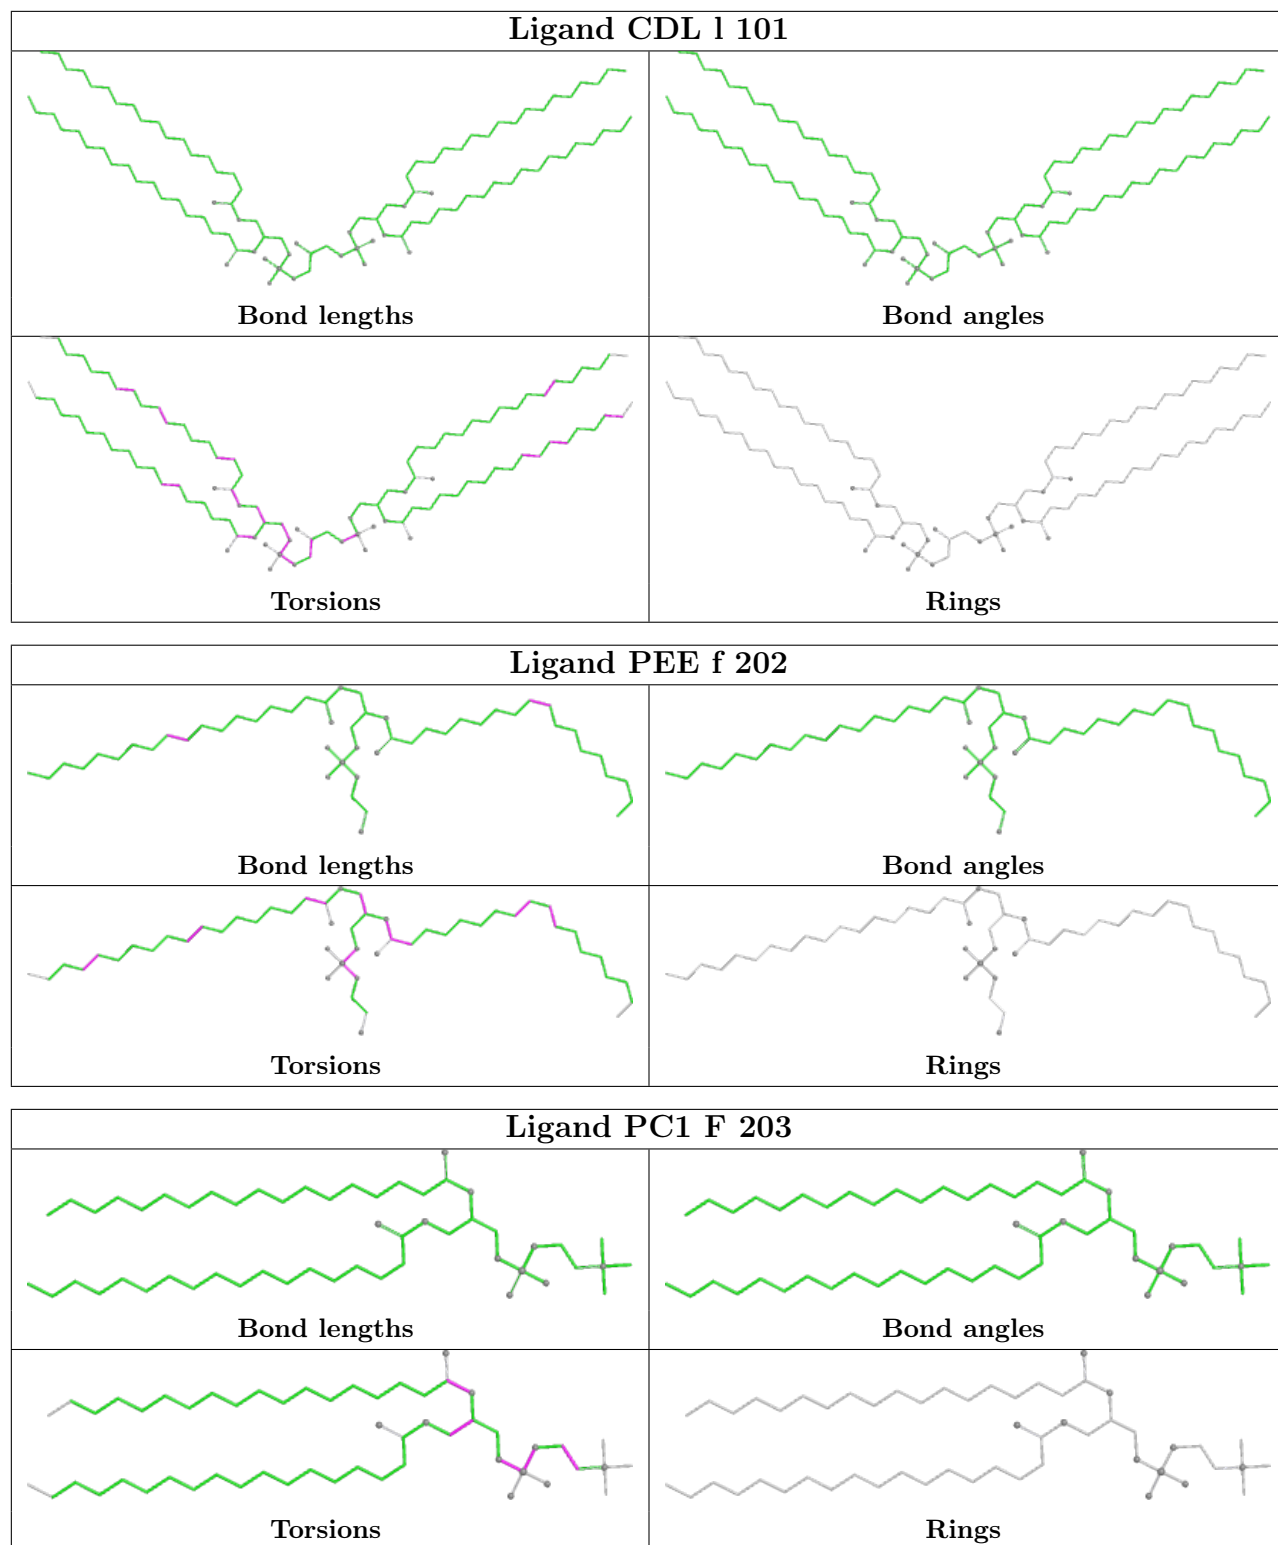 Ligand CDL l 101
Bond lengths
Bond angles
Torsions
Rings
Ligand PEE f 202
Bond lengths
Bond angles
Torsions
Rings
Ligand PC1 F 203
Bond lengths
Bond angles
Torsions
Rings